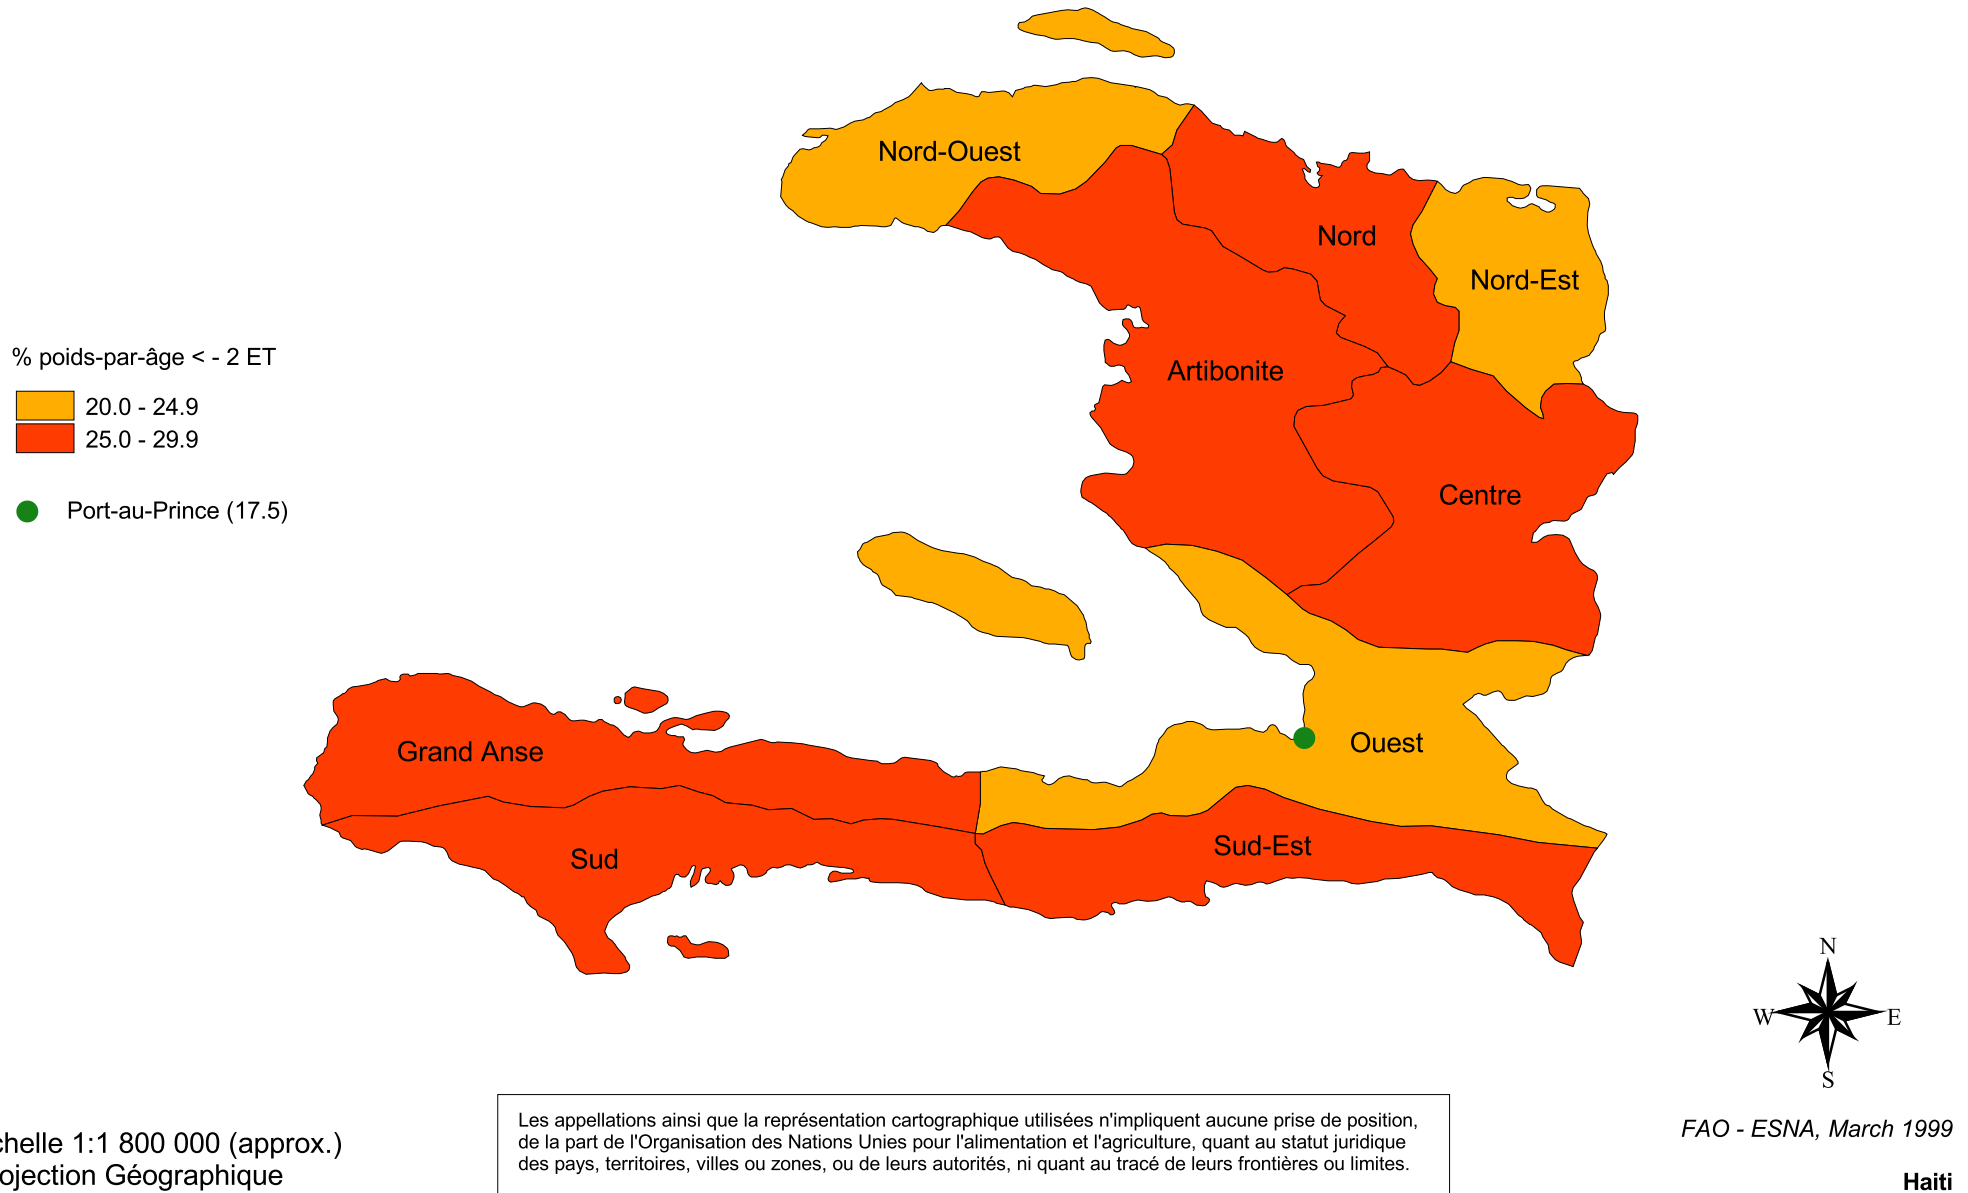 Nord-Ouest
Nord
Nord-Est
% poids-par-âge < - 2 ET
20.0 - 24.9
25.0 - 29.9
Port-au-Prince (17.5)
Artibonite
Centre
Grand Anse
Ouest
Sud
Sud-Est
N
W
E
S
chelle 1:1 800 000 (approx.)
ojection Géographique
Les appellations ainsi que la représentation cartographique utilisées n'impliquent aucune prise de position,
de la part de l'Organisation des Nations Unies pour l'alimentation et l'agriculture, quant au statut juridique
des pays, territoires, villes ou zones, ou de leurs autorités, ni quant au tracé de leurs frontières ou limites.
FAO - ESNA, March 1999
Haiti